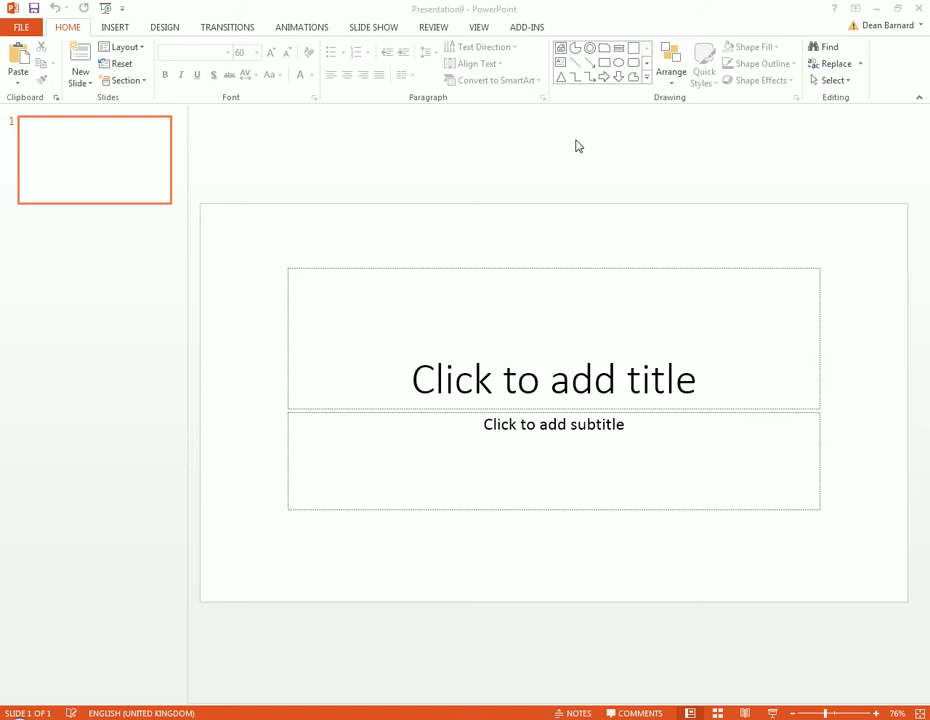 Presentation9 - PowerPoint
Dean Barnard
FILE HOME INSERT DESIGN TRANSITIONS ANIMATIONS SLIDE SHOW REVIEW VIEW ADD-INS
Paste
Clipboard
New
Slide
Layout
Reset
Section
Slides
60
B I U S abc AV Aa A
Font
Text Direction
Align Text
Convert to SmartArt
Paragraph
Arrange
Quick
Styles
Shape Fill
Shape Outline
Shape Effects
Drawing
Find
Replace
Select
Editing
1
Click to add title
Click to add subtitle
SLIDE 1 OF 1 ENGLISH (UNITED KINGDOM) NOTES COMMENTS 76%